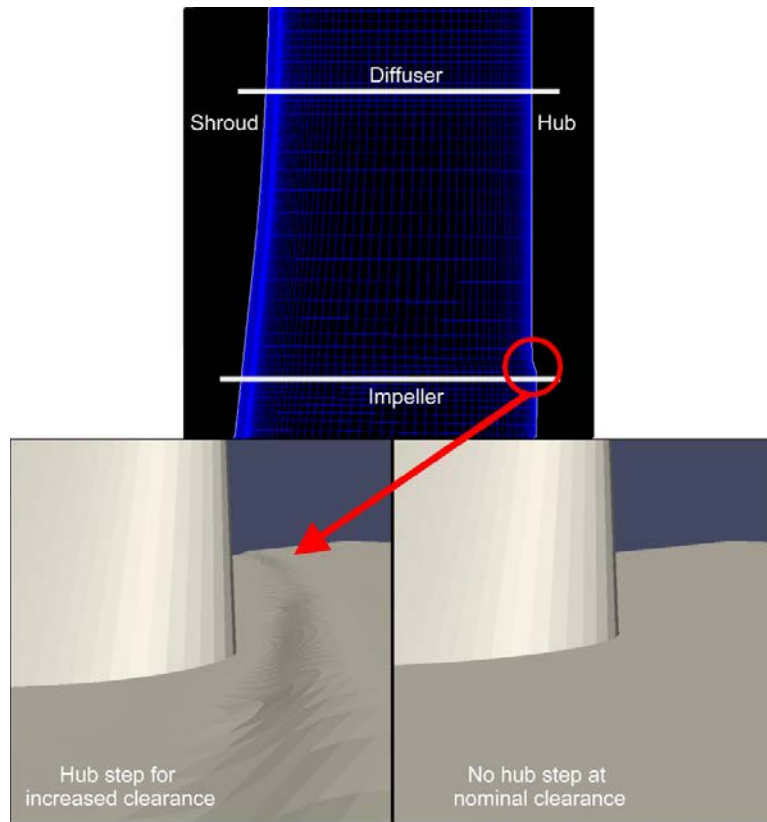 Diffuser
Shroud
Hub
Impeller
Hub step for
increased clearance
No hub step at
nominal clearance